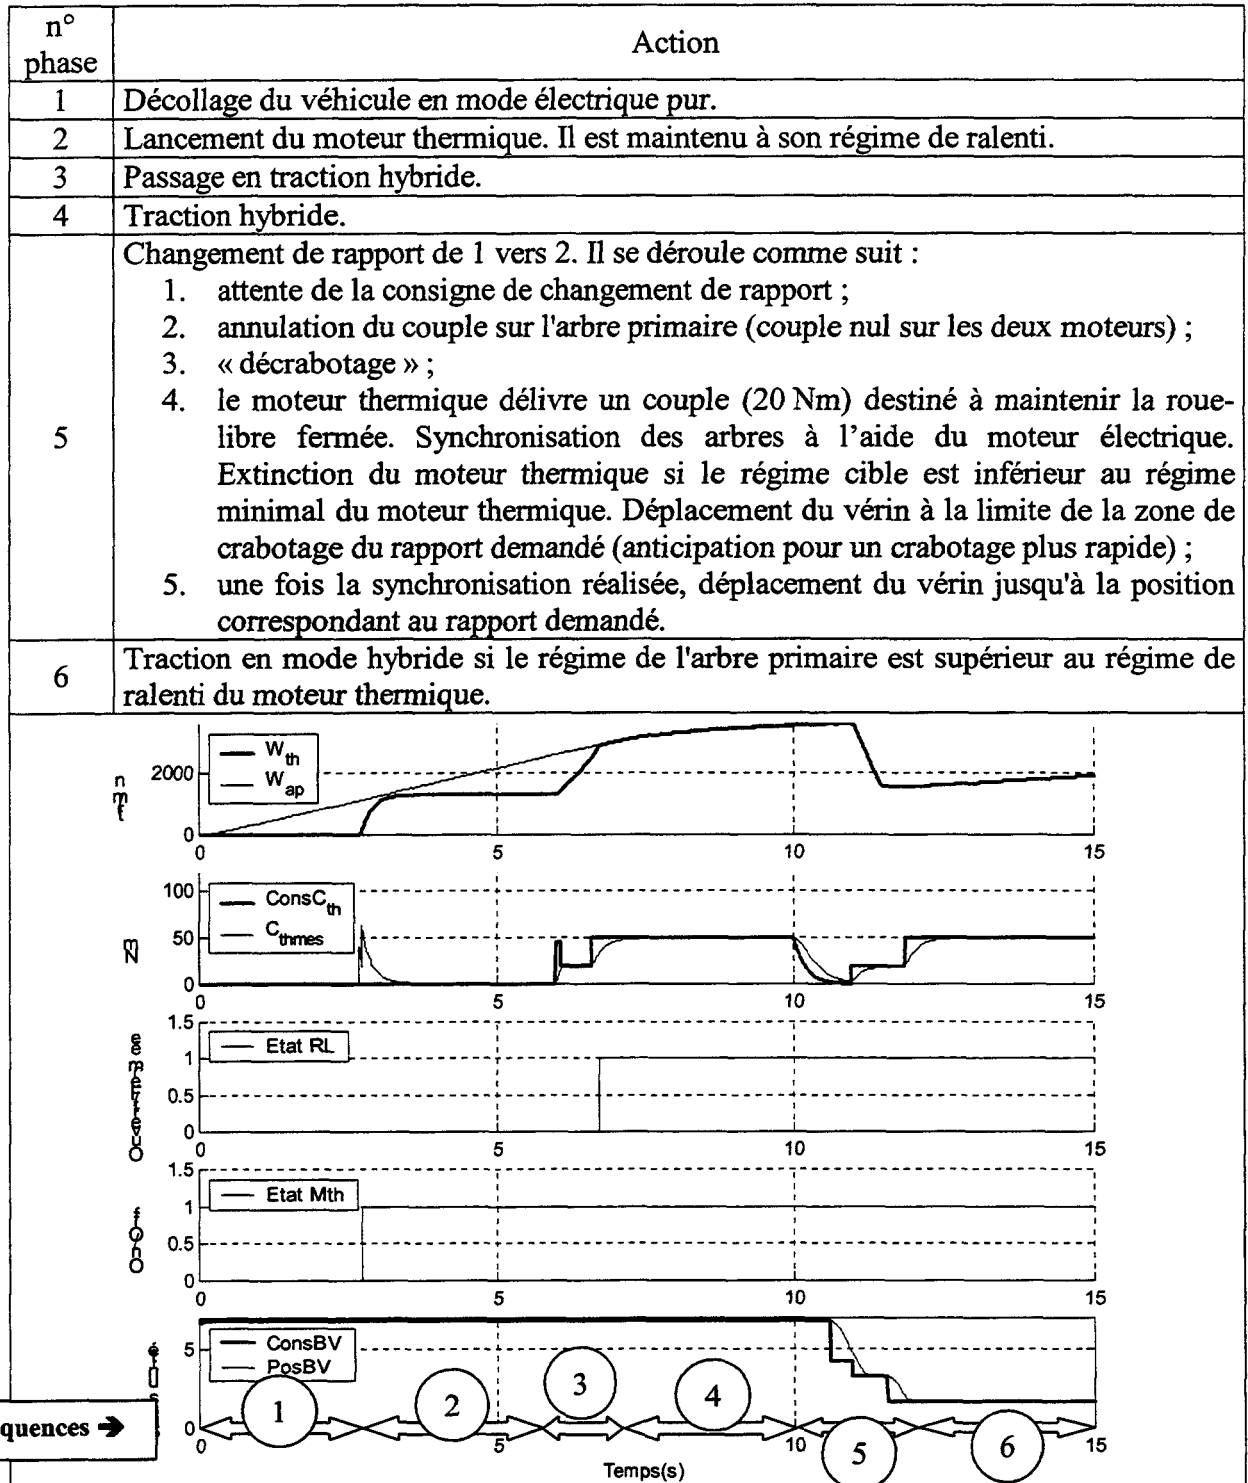 n°
phase
Action
1
Décollage du véhicule en mode électrique pur.
2
Lancement du moteur thermique. Il est maintenu à son régime de ralenti.
3
Passage en traction hybride.
4
Traction hybride.
5
Changement de rapport de 1 vers 2. Il se déroule comme suit :
1. attente de la consigne de changement de rapport ;
2. annulation du couple sur l'arbre primaire (couple nul sur les deux moteurs) ;
3. « décrabotage » ;
4. le moteur thermique délivre un couple (20 Nm) destiné à maintenir la roue-
libre fermée. Synchronisation des arbres à l'aide du moteur électrique.
Extinction du moteur thermique si le régime cible est inférieur au régime
minimal du moteur thermique. Déplacement du vérin à la limite de la zone de
crabotage du rapport demandé (anticipation pour un crabotage plus rapide) ;
5. une fois la synchronisation réalisée, déplacement du vérin jusqu'à la position
correspondant au rapport demandé.
6
Traction en mode hybride si le régime de l'arbre primaire est supérieur au régime de
ralenti du moteur thermique.
W_th
W_ap
2000
0
0 5 10 15
ConsC_th
C_thmes
100
50
0
0 5 10 15
Etat RL
1.5
1
0.5
0
0 5 10 15
Etat Mth
1.5
1
0.5
0
0 5 10 15
ConsBV
PosBV
5
0
1 2 3 4 5 6
quences →
0 5 10 15
Temps(s)